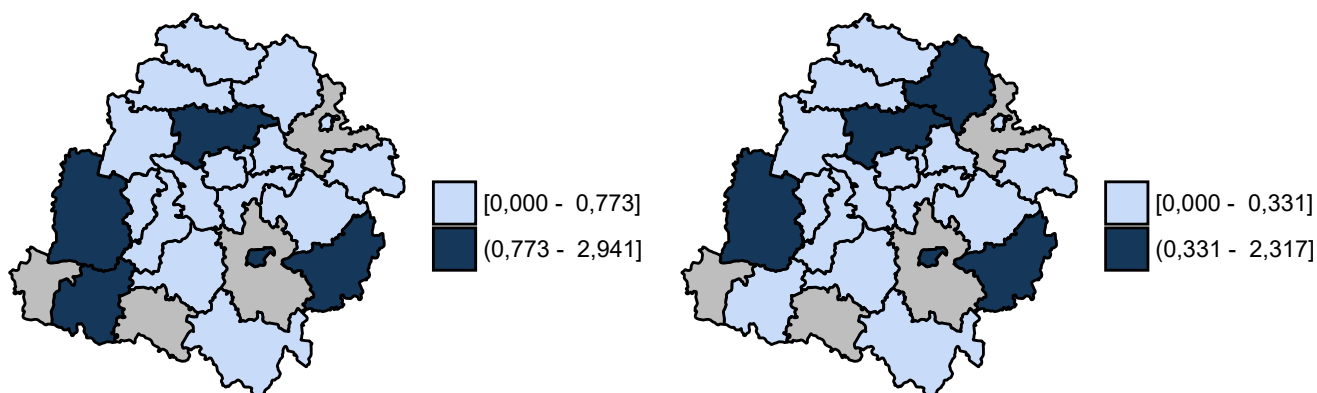 [0,000 - 0,773]
(0,773 - 2,941]
[0,000 - 0,331]
(0,331 - 2,317]